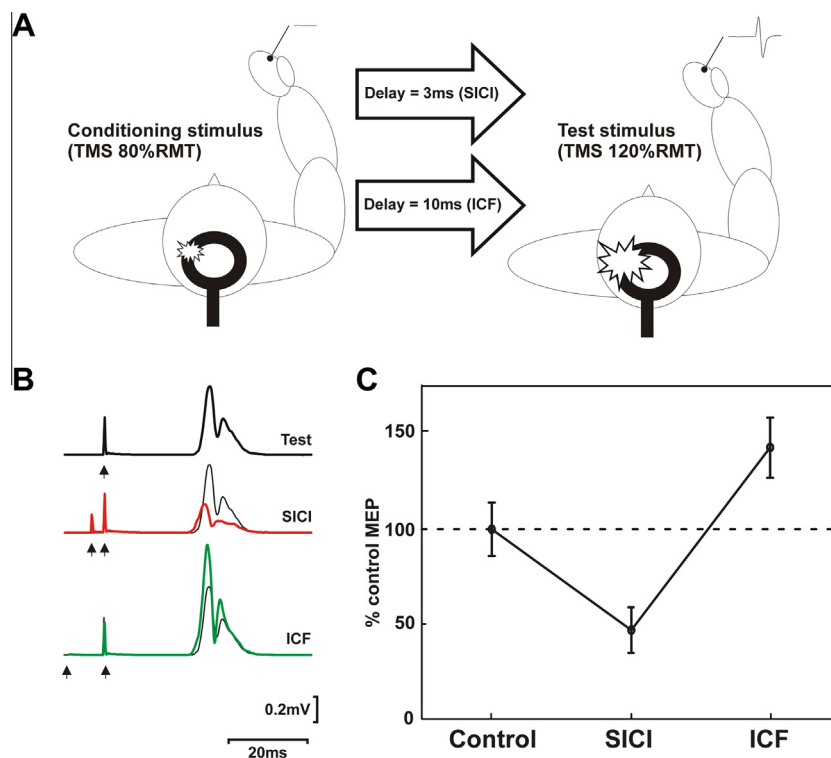 A
Conditioning stimulus
(TMS 80%RMT)
Delay = 3ms (SICI)
Delay = 10ms (ICF)
Test stimulus
(TMS 120%RMT)
B
Test
SICI
ICF
0.2mV
20ms
C
% control MEP
150
100
50
0
Control
SICI
ICF